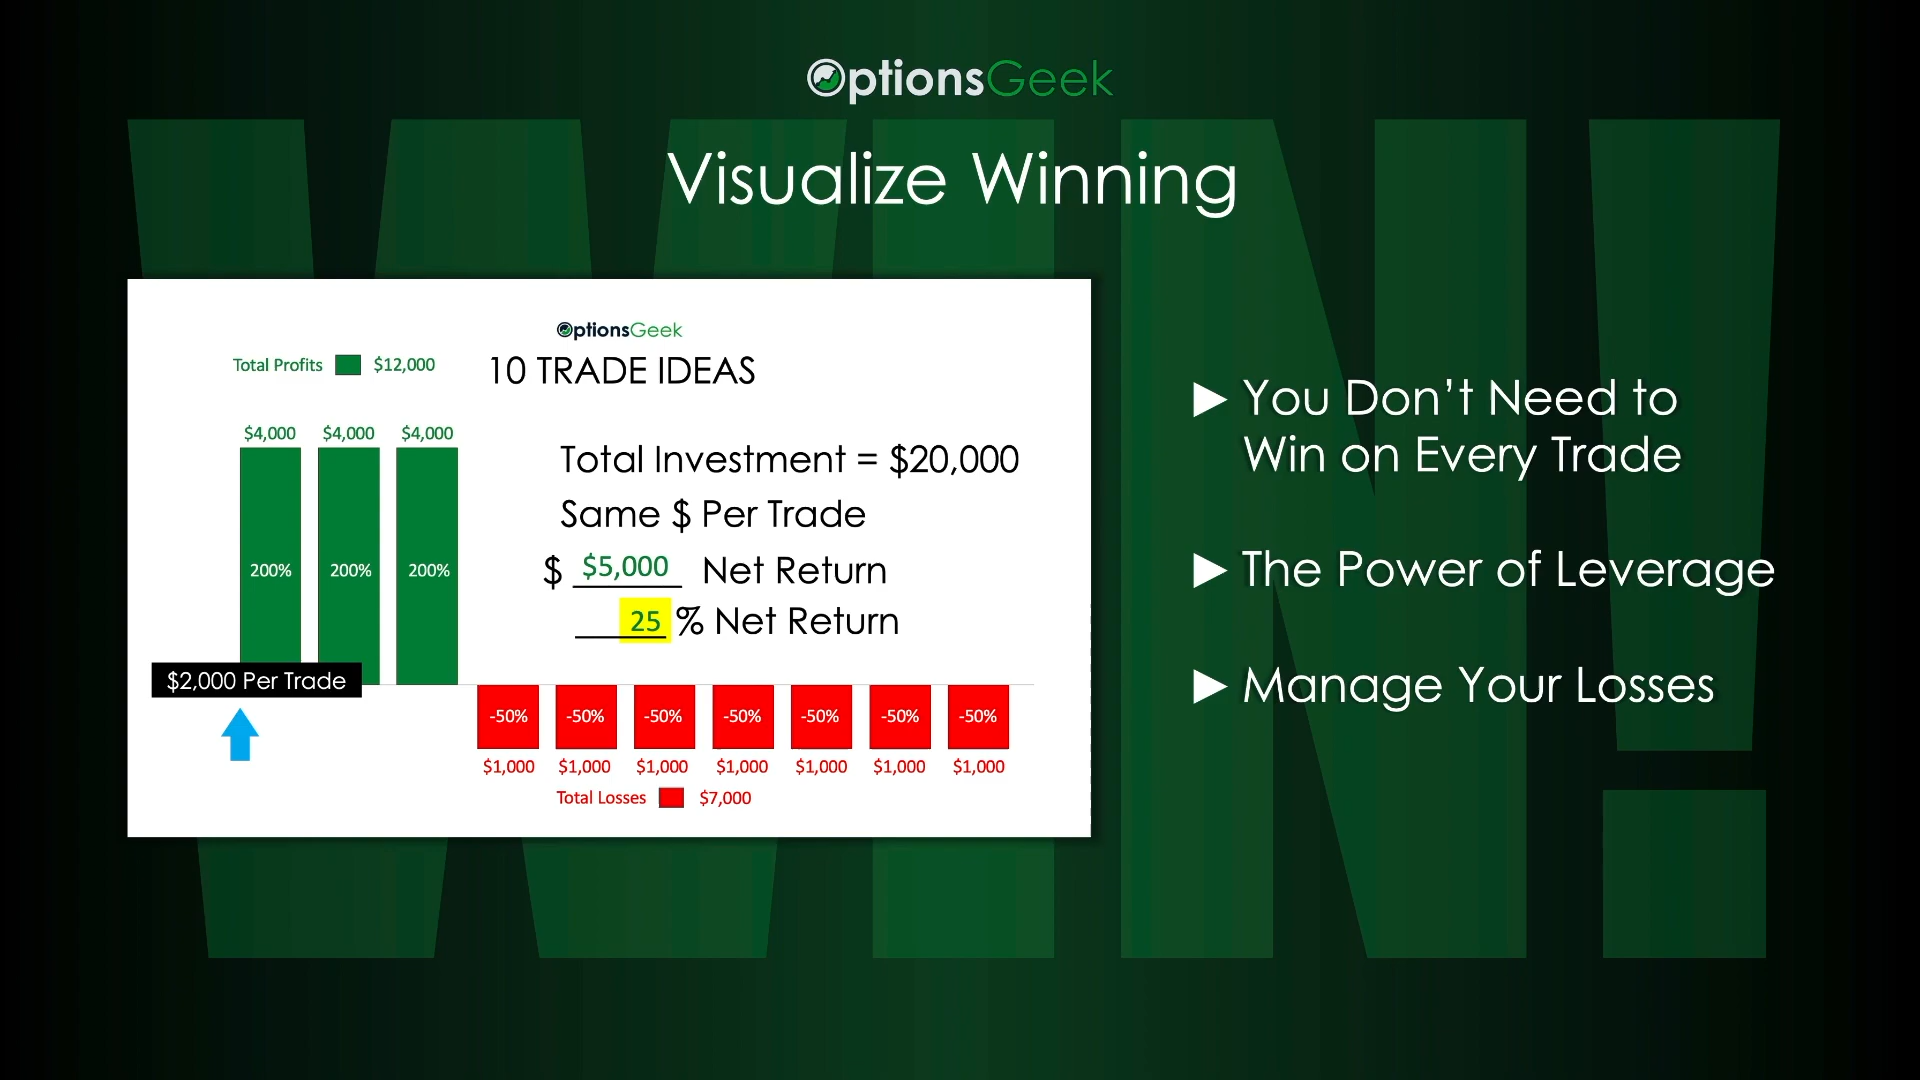 OptionsGeek
Visualize Winning
OptionsGeek
10 TRADE IDEAS
Total Profits $12,000
$4,000 $4,000 $4,000
200% 200% 200%
Total Investment = $20,000
Same $ Per Trade
$ $5,000 Net Return
25 % Net Return
$2,000 Per Trade
-50% -50% -50% -50% -50% -50% -50%
$1,000 $1,000 $1,000 $1,000 $1,000 $1,000 $1,000
Total Losses $7,000
You Don’t Need to
Win on Every Trade
The Power of Leverage
Manage Your Losses
WIN!